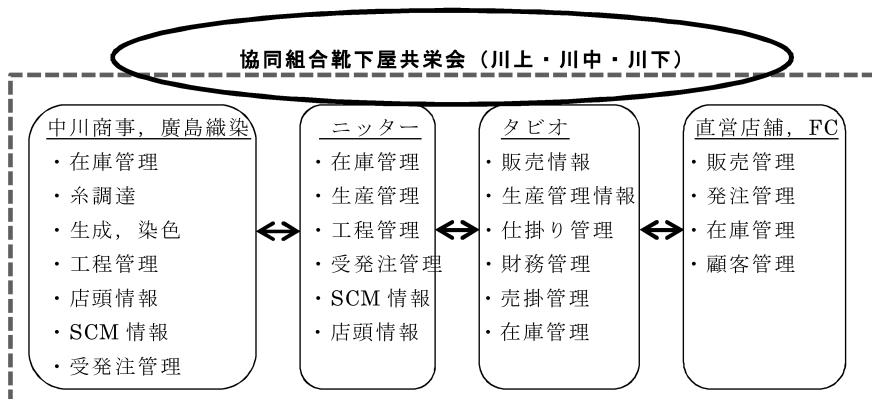 協同組合靴下屋共栄会（川上・川中・川下）
中川商事，廣島織染
・在庫管理
・糸調達
・生成，染色
・工程管理
・店頭情報
・SCM 情報
・受発注管理
ニッター
・在庫管理
・生産管理
・工程管理
・受発注管理
・SCM 情報
・店頭情報
タビオ
・販売情報
・生産管理情報
・仕掛り管理
・財務管理
・売掛管理
・在庫管理
直営店舗，FC
・販売管理
・発注管理
・在庫管理
・顧客管理